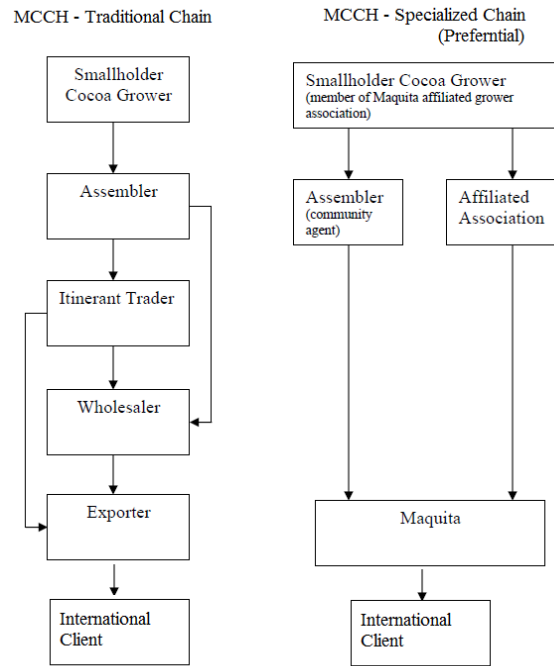 MCCH - Traditional Chain
Smallholder
Cocoa Grower
Assembler
Itinerant Trader
Wholesaler
Exporter
International
Client
MCCH - Specialized Chain
(Preferntial)
Smallholder Cocoa Grower
(member of Maquita affiliated grower
association)
Assembler
(community
agent)
Affiliated
Association
Maquita
International
Client